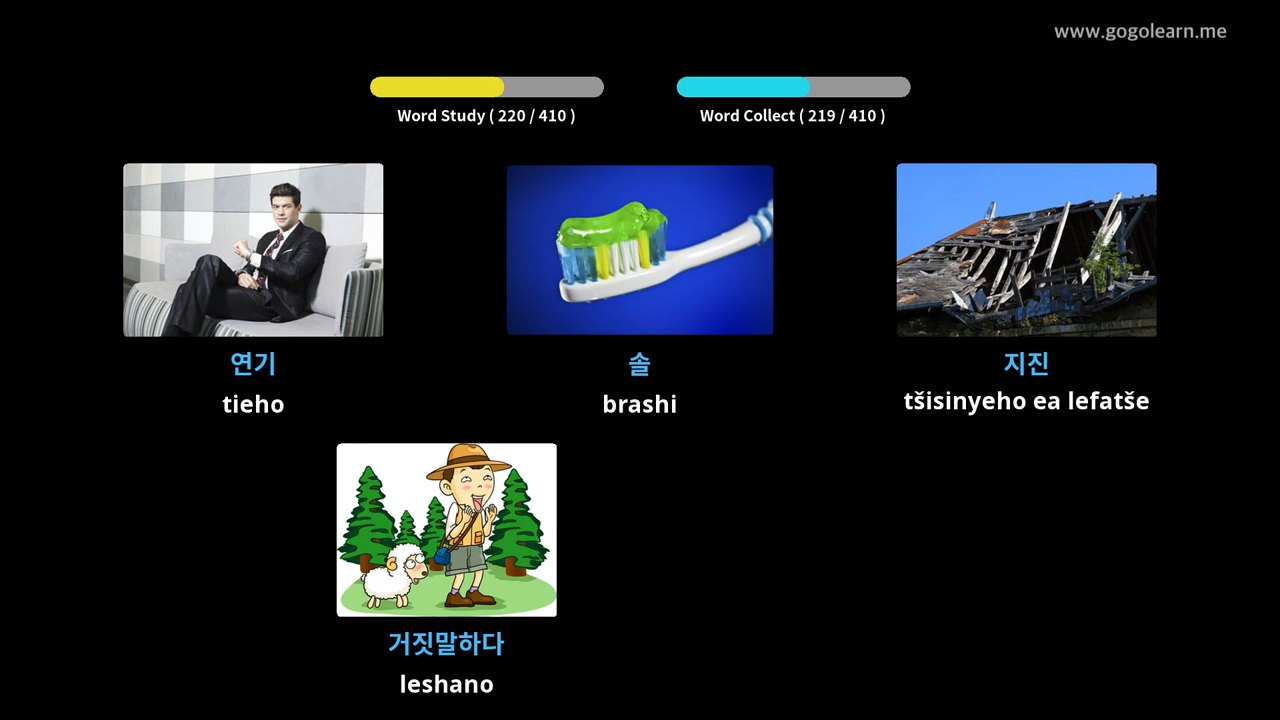 www.gogolearn.me
Word Study ( 220 / 410 )
Word Collect ( 219 / 410 )
연기
솔
지진
tieho
brashi
tšisinyeho ea lefatše
거짓말하다
leshano